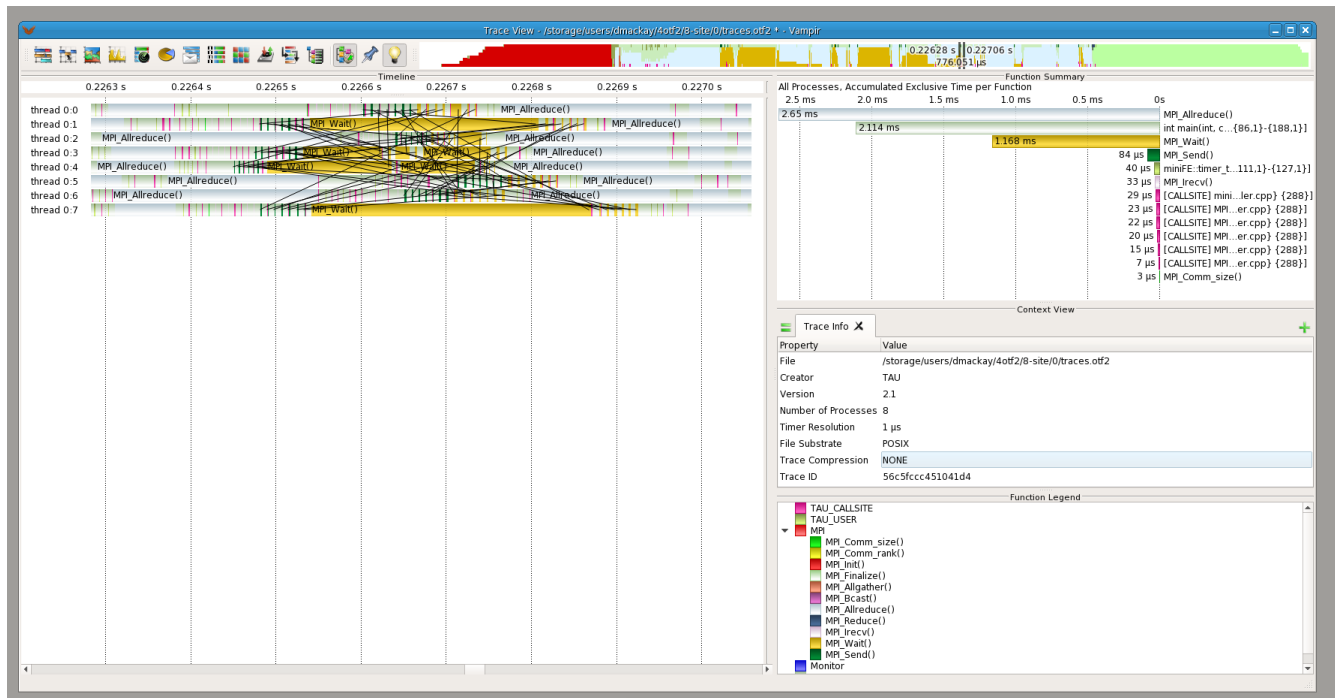 Trace View - /storage/users/dmackay/4otf2/8-site/0/traces.otf2 * - Vampir
0.22628 s 0.22706 s
776.051 µs
Timeline
0.2263 s 0.2264 s 0.2265 s 0.2266 s 0.2267 s 0.2268 s 0.2269 s 0.2270 s
thread 0:0 MPI_Allreduce()
thread 0:1 MPI_Wait() MPI_Allreduce()
thread 0:2 MPI_Allreduce() MPI_Allreduce()
thread 0:3 MPI_Wait() MPI_Wait() MPI_Allreduce()
thread 0:4 MPI_Allreduce() MPI_Wait() MPI_Wait() MPI_Allreduce()
thread 0:5 MPI_Allreduce() MPI_Allreduce()
thread 0:6 MPI_Allreduce() MPI_Allreduce()
thread 0:7 MPI_Wait()
Function Summary
All Processes, Accumulated Exclusive Time per Function
2.5 ms 2.0 ms 1.5 ms 1.0 ms 0.5 ms 0s
2.65 ms MPI_Allreduce()
2.114 ms int main(int, c...{86,1}-{188,1}]
1.168 ms MPI_Wait()
84 µs MPI_Send()
40 µs miniFE::timer_t...111,1}-{127,1}]
33 µs MPI_Irecv()
29 µs [CALLSITE] mini...ler.cpp} {288}]
23 µs [CALLSITE] MPI...er.cpp} {288}]
22 µs [CALLSITE] MPI...er.cpp} {288}]
20 µs [CALLSITE] MPI...er.cpp} {288}]
15 µs [CALLSITE] MPI...er.cpp} {288}]
7 µs [CALLSITE] MPI...er.cpp} {288}]
3 µs MPI_Comm_size()
Context View
Trace Info
Property Value
File /storage/users/dmackay/4otf2/8-site/0/traces.otf2
Creator TAU
Version 2.1
Number of Processes 8
Timer Resolution 1 µs
File Substrate POSIX
Trace Compression NONE
Trace ID 56c5fccc451041d4
Function Legend
TAU_CALLSITE
TAU_USER
MPI
MPI_Comm_size()
MPI_Comm_rank()
MPI_Init()
MPI_Finalize()
MPI_Allgather()
MPI_Bcast()
MPI_Allreduce()
MPI_Reduce()
MPI_Irecv()
MPI_Wait()
MPI_Send()
Monitor